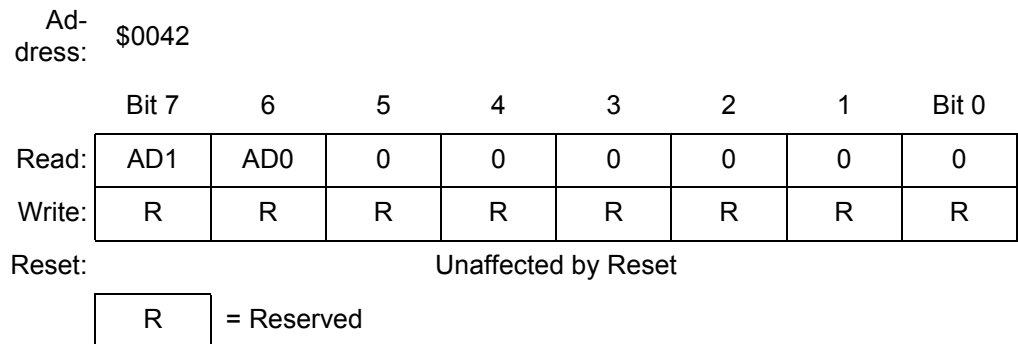 Ad-
dress: $0042
Bit 7 6 5 4 3 2 1 Bit 0
Read: AD1 AD0 0 0 0 0 0 0
Write: R R R R R R R R
Reset: Unaffected by Reset
R = Reserved